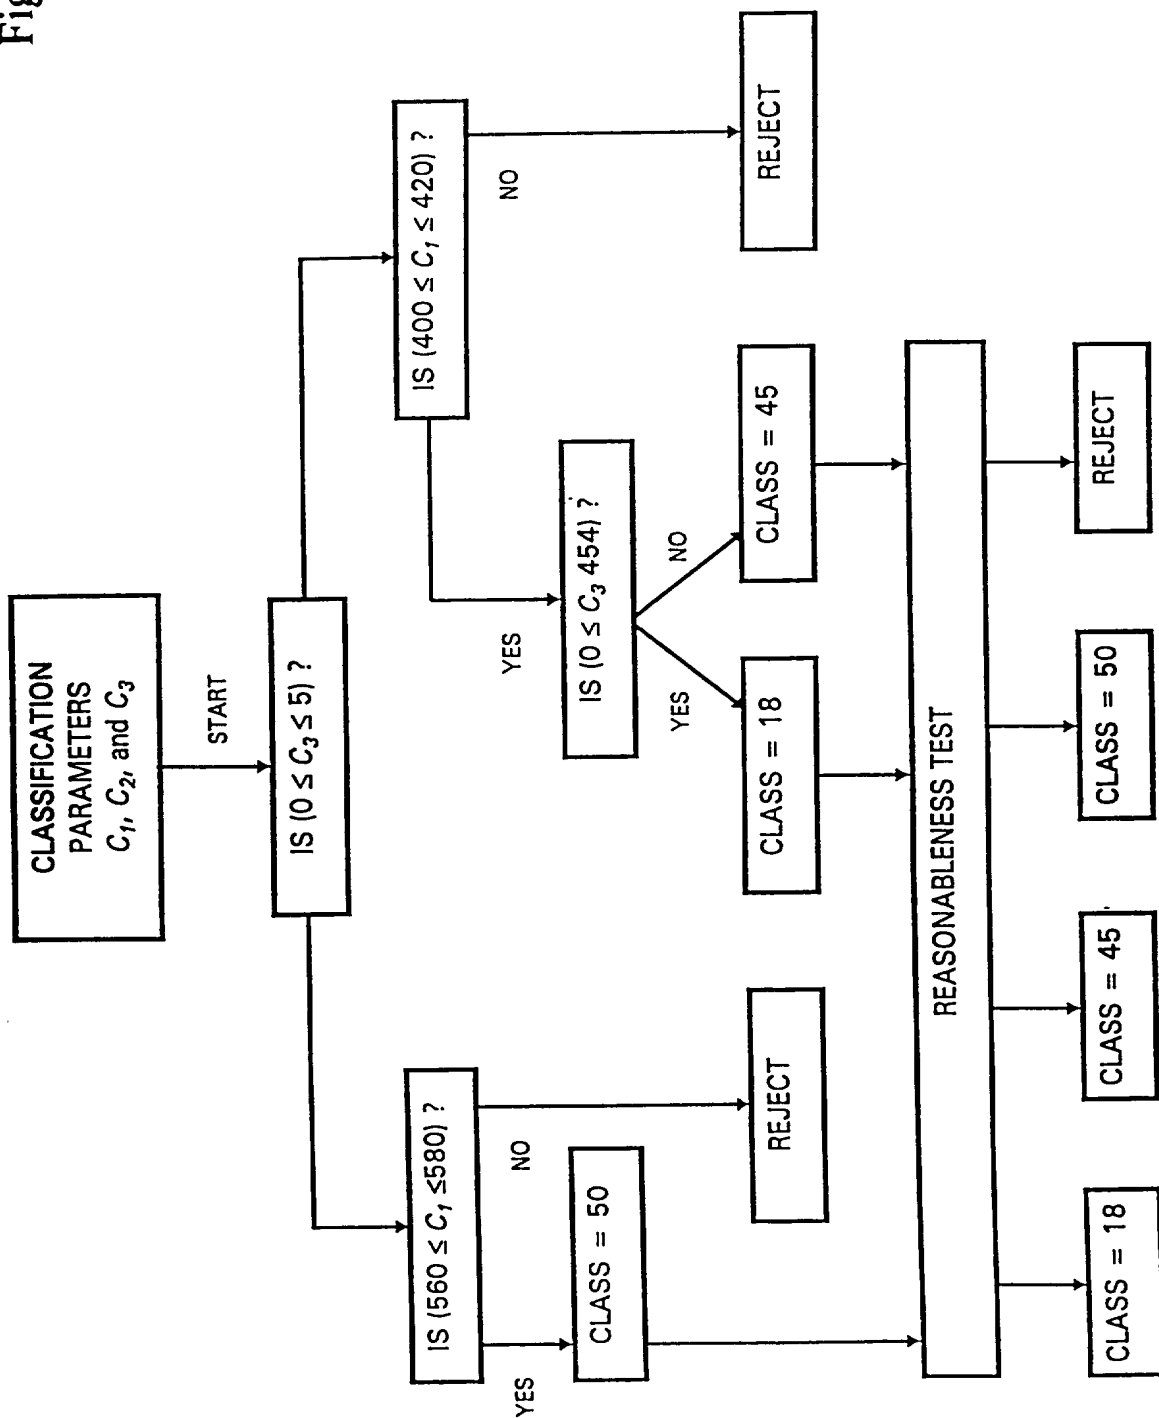 Fig
CLASSIFICATION
PARAMETERS
C1, C2, and C3
START
IS (0 ≤ C3 ≤ 5) ?
IS (560 ≤ C1 ≤580) ?
IS (400 ≤ C1 ≤ 420) ?
YES
NO
YES
NO
CLASS = 50
IS (0 ≤ C3 454) ?
YES
NO
REJECT
CLASS = 18
CLASS = 45
REJECT
REASONABLENESS TEST
CLASS = 18
CLASS = 45
CLASS = 50
REJECT